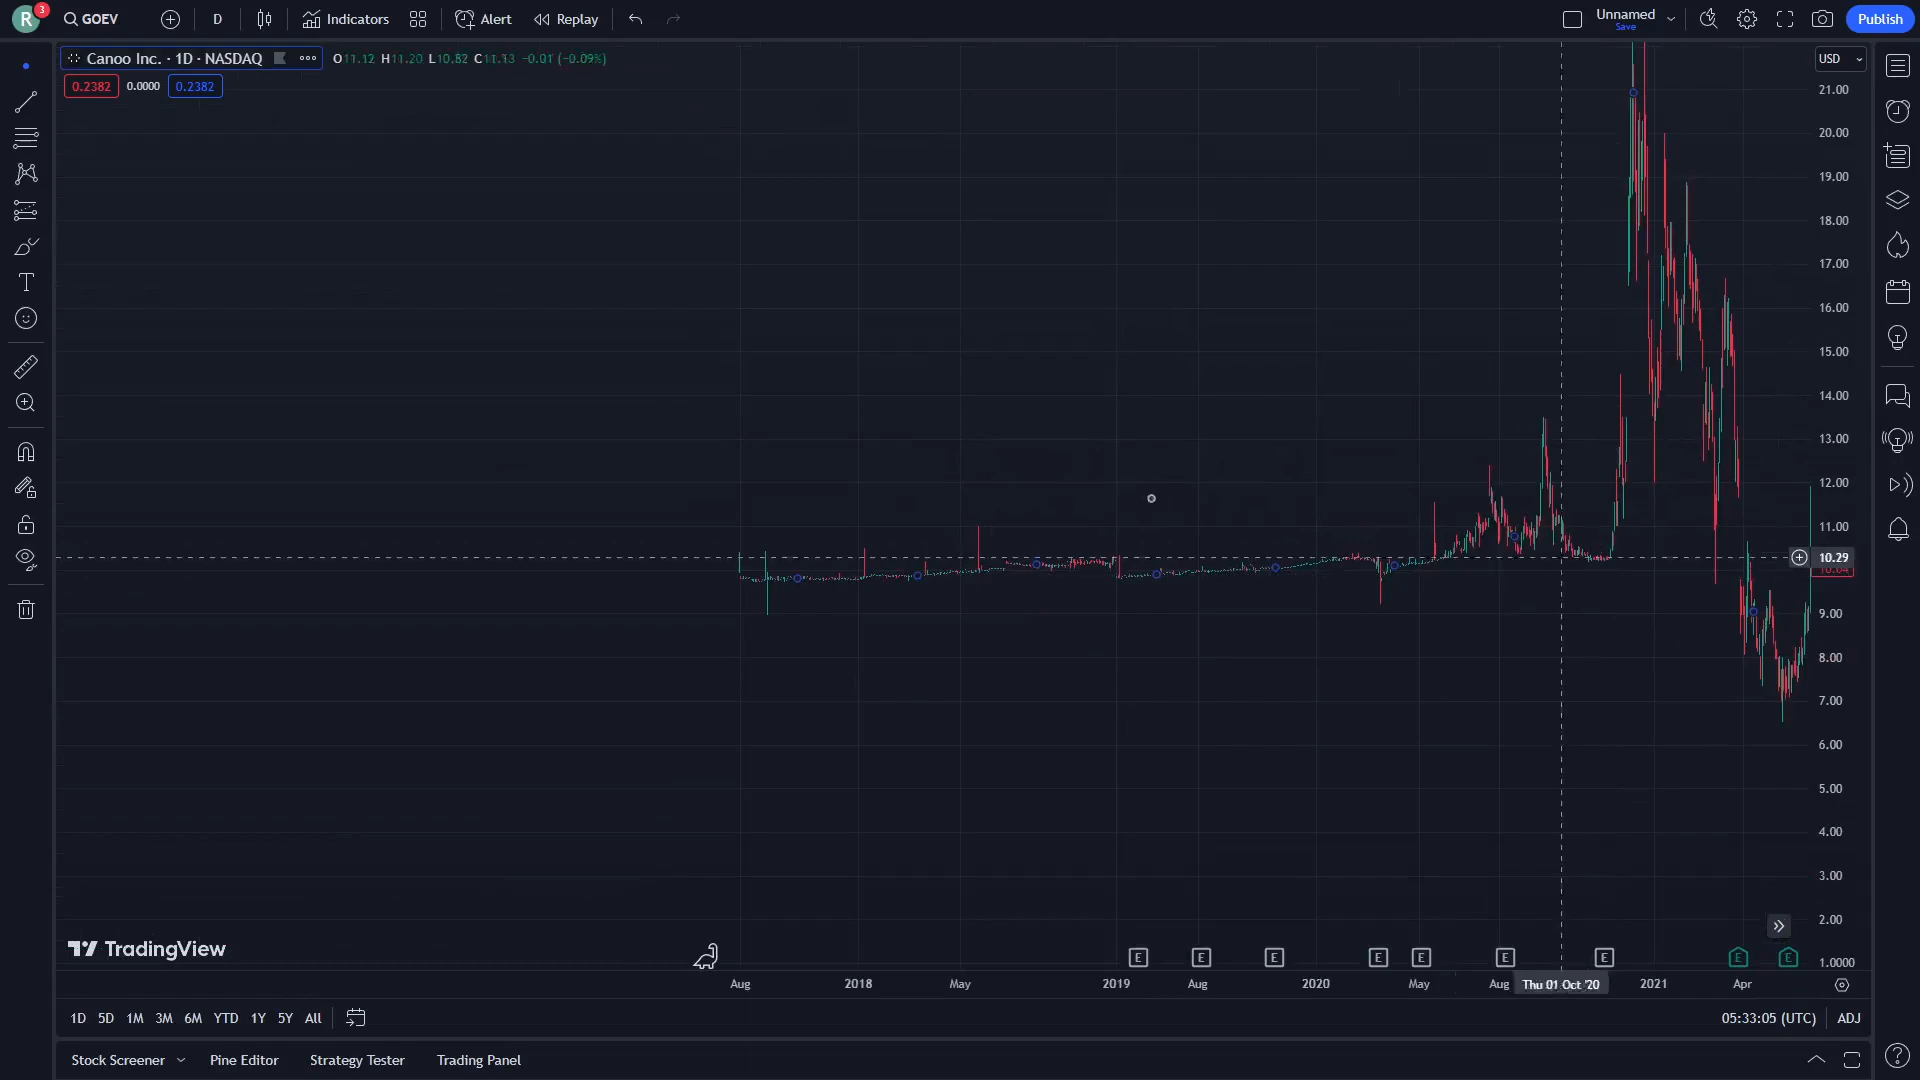 R 3 GOEV D Indicators Alert Replay Unnamed Save Publish
Canoo Inc. · 1D · NASDAQ O11.12 H11.20 L10.82 C11.13 -0.01 (-0.09%) USD
0.2382 0.0000 0.2382
21.00
20.00
19.00
18.00
17.00
16.00
15.00
14.00
13.00
12.00
11.00
10.29
10.04
9.00
8.00
7.00
6.00
5.00
4.00
3.00
2.00
TradingView
E E E E E E E E E
1.0000
Aug 2018 May 2019 Aug 2020 May Aug Thu 01 Oct '20 2021 Apr
1D 5D 1M 3M 6M YTD 1Y 5Y All 05:33:05 (UTC) ADJ
Stock Screener Pine Editor Strategy Tester Trading Panel